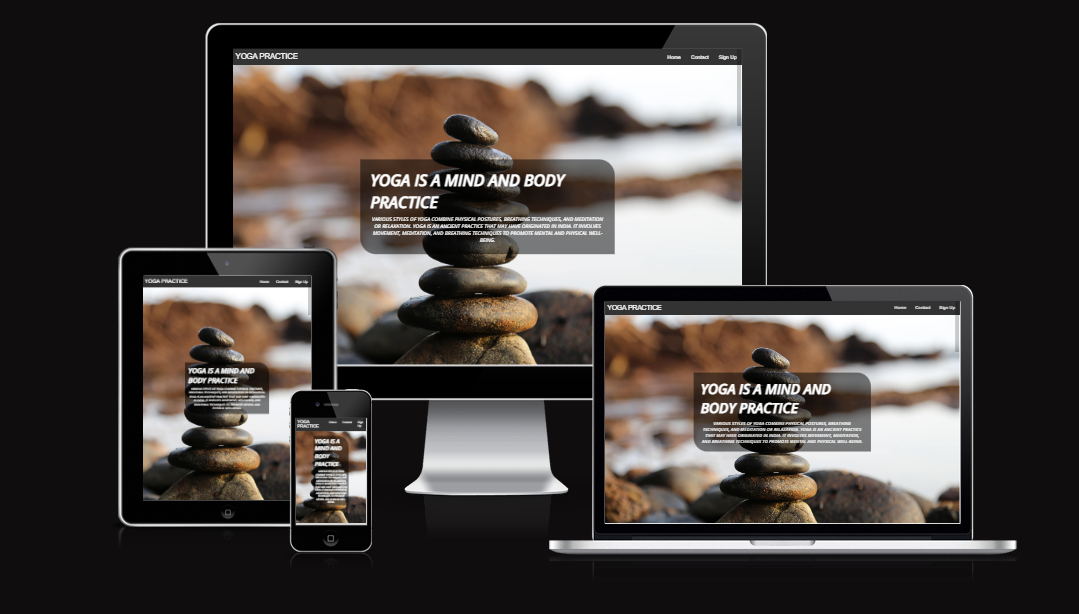 YOGA PRACTICE
Home Contact Sign Up
YOGA IS A MIND AND BODY
PRACTICE
VARIOUS STYLES OF YOGA COMBINE PHYSICAL POSTURES, BREATHING TECHNIQUES, AND MEDITATION
OR RELAXATION. YOGA IS AN ANCIENT PRACTICE THAT MAY HAVE ORIGINATED IN INDIA. IT INVOLVES
MOVEMENT, MEDITATION, AND BREATHING TECHNIQUES TO PROMOTE MENTAL AND PHYSICAL WELL-
BEING.
YOGA PRACTICE
Home Contact Sign Up
YOGA IS A MIND AND
BODY PRACTICE
YOGA
PRACTICE
Home Contact Sign
Up
YOGA IS A
MIND AND
BODY
PRACTICE
YOGA PRACTICE
Home Contact Sign Up
YOGA IS A MIND AND
BODY PRACTICE
VARIOUS STYLES OF YOGA COMBINE PHYSICAL POSTURES, BREATHING
TECHNIQUES, AND MEDITATION OR RELAXATION. YOGA IS AN ANCIENT PRACTICE
THAT MAY HAVE ORIGINATED IN INDIA. IT INVOLVES MOVEMENT, MEDITATION,
AND BREATHING TECHNIQUES TO PROMOTE MENTAL AND PHYSICAL WELL-BEING.